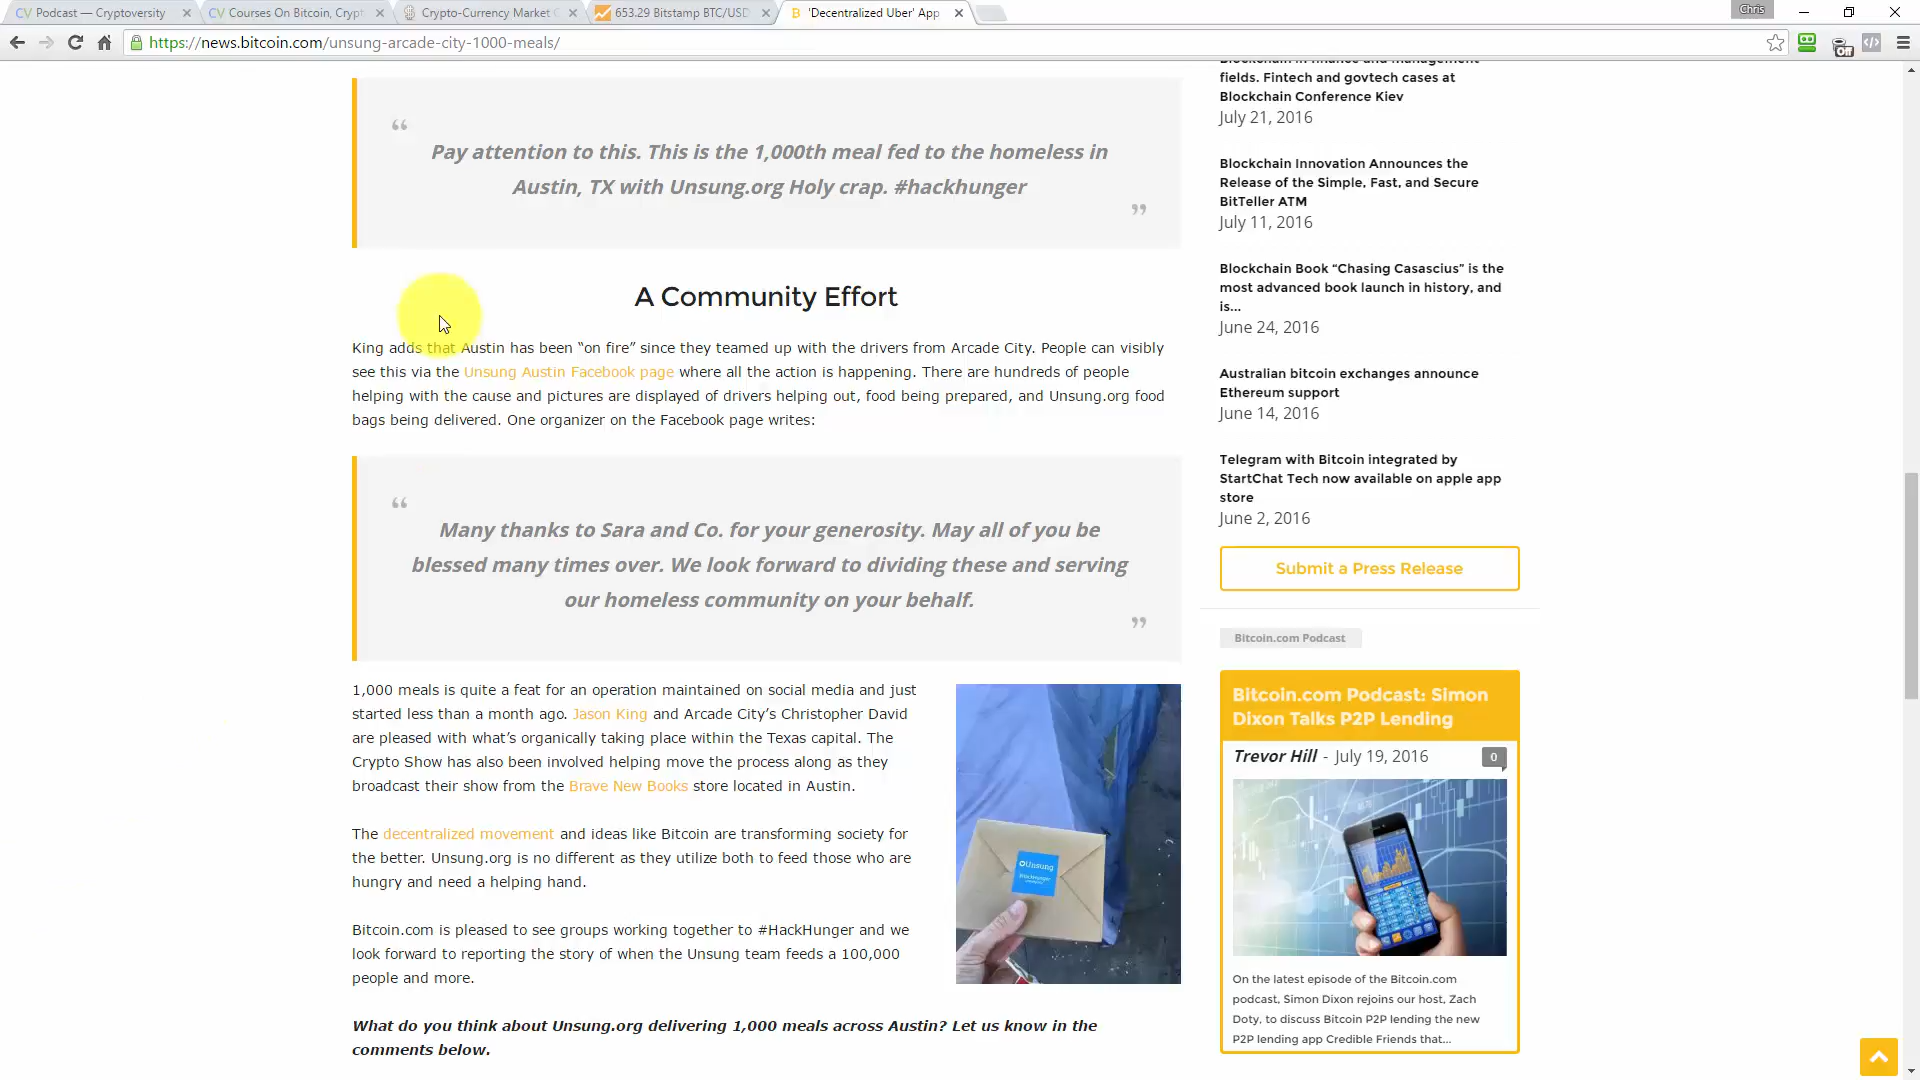 Podcast — Cryptoversity
Courses On Bitcoin, Crypt
Crypto-Currency Market C
653.29 Bitstamp BTC/USD
'Decentralized Uber' App
Chris
https://news.bitcoin.com/unsung-arcade-city-1000-meals/
Off
“
Pay attention to this. This is the 1,000th meal fed to the homeless in
Austin, TX with Unsung.org Holy crap. #hackhunger
”
A Community Effort
King adds that Austin has been “on fire” since they teamed up with the drivers from Arcade City. People can visibly
see this via the Unsung Austin Facebook page where all the action is happening. There are hundreds of people
helping with the cause and pictures are displayed of drivers helping out, food being prepared, and Unsung.org food
bags being delivered. One organizer on the Facebook page writes:
“
Many thanks to Sara and Co. for your generosity. May all of you be
blessed many times over. We look forward to dividing these and serving
our homeless community on your behalf.
”
1,000 meals is quite a feat for an operation maintained on social media and just
started less than a month ago. Jason King and Arcade City’s Christopher David
are pleased with what’s organically taking place within the Texas capital. The
Crypto Show has also been involved helping move the process along as they
broadcast their show from the Brave New Books store located in Austin.
The decentralized movement and ideas like Bitcoin are transforming society for
the better. Unsung.org is no different as they utilize both to feed those who are
hungry and need a helping hand.
Bitcoin.com is pleased to see groups working together to #HackHunger and we
look forward to reporting the story of when the Unsung team feeds a 100,000
people and more.
Unsung
What do you think about Unsung.org delivering 1,000 meals across Austin? Let us know in the
comments below.
Blockchain in finance and management
fields. Fintech and govtech cases at
Blockchain Conference Kiev
July 21, 2016
Blockchain Innovation Announces the
Release of the Simple, Fast, and Secure
BitTeller ATM
July 11, 2016
Blockchain Book “Chasing Casascius” is the
most advanced book launch in history, and
is...
June 24, 2016
Australian bitcoin exchanges announce
Ethereum support
June 14, 2016
Telegram with Bitcoin integrated by
StartChat Tech now available on apple app
store
June 2, 2016
Submit a Press Release
Bitcoin.com Podcast
Bitcoin.com Podcast: Simon
Dixon Talks P2P Lending
Trevor Hill - July 19, 2016
0
On the latest episode of the Bitcoin.com
podcast, Simon Dixon rejoins our host, Zach
Doty, to discuss Bitcoin P2P lending the new
P2P lending app Credible Friends that...